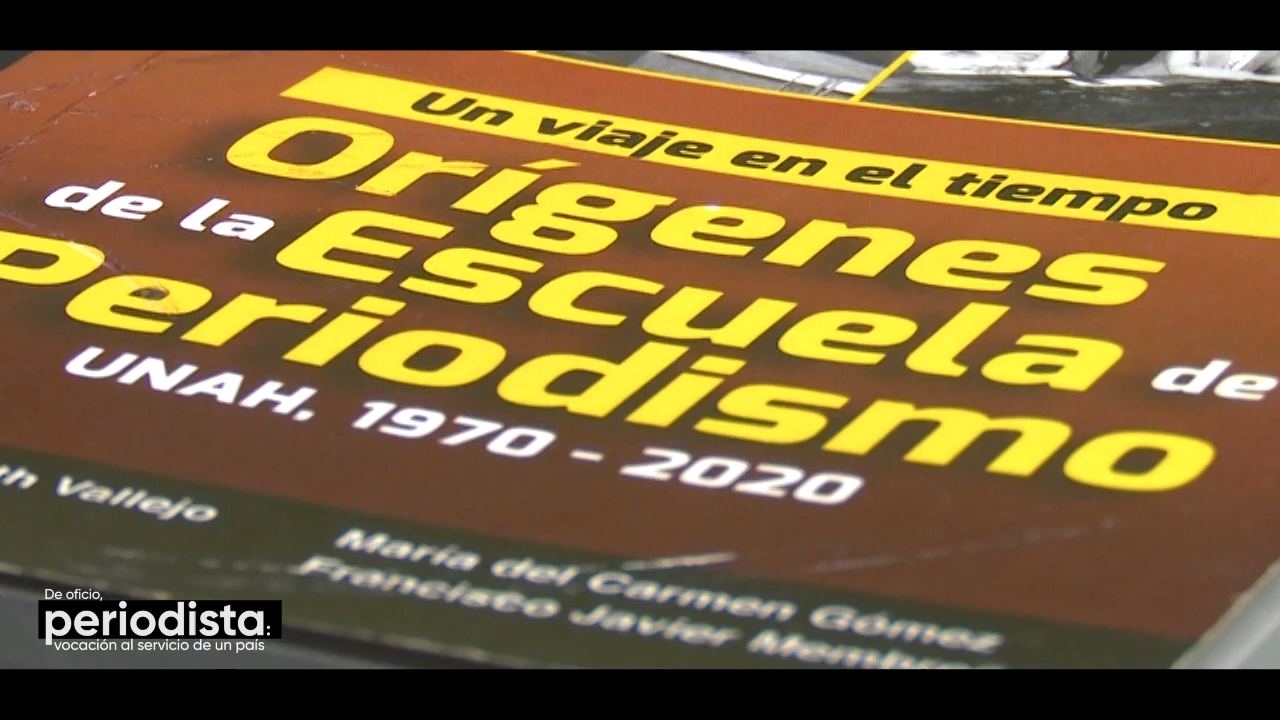 Un viaje en el tiempo
Orígenes
de la Escuela de
Periodismo
UNAH, 1970 - 2020
Vallejo
María del Carmen Gómez
Francisco Javier
De oficio,
periodista:
vocación al servicio de un país